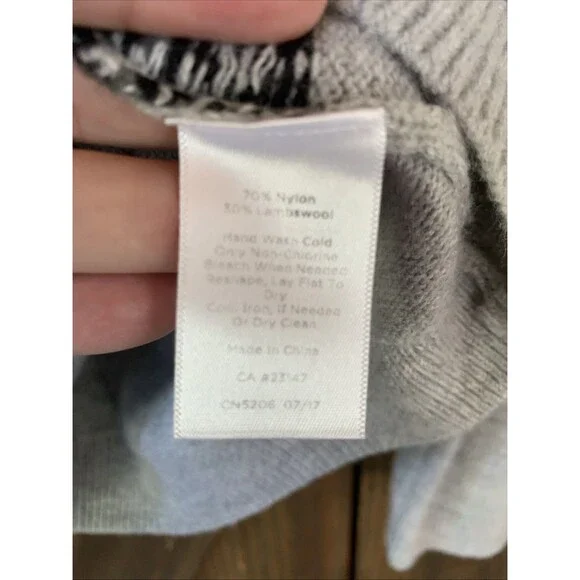 70% Nylon
30% Lambswool
Hand Wash Cold
Only Non-Chlorine
Bleach When Needed
Reshape, Lay Flat To
Dry
Cool Iron, If Needed
Or Dry Clean
Made In China
CA #23147
CN5206 07/17